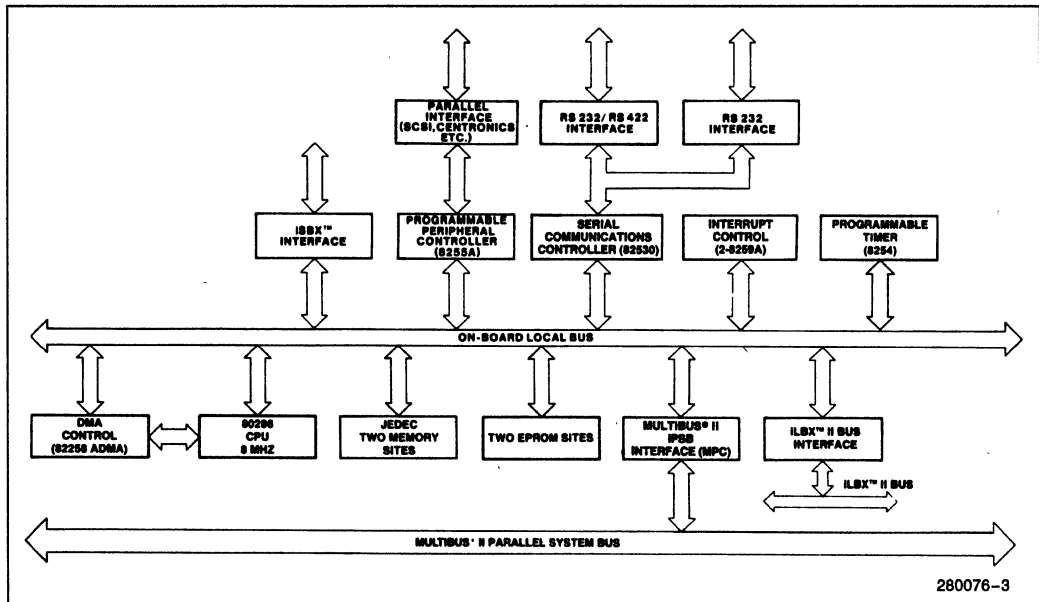 PARALLEL
INTERFACE
(SCSI, CENTRONICS
ETC.)
RS 232/ RS 422
INTERFACE
RS 232
INTERFACE
iSBX™
INTERFACE
PROGRAMMABLE
PERIPHERAL
CONTROLLER
(8255A)
SERIAL
COMMUNICATIONS
CONTROLLER (82530)
INTERRUPT
CONTROL
(2-8259A)
PROGRAMMABLE
TIMER
(8254)
ON-BOARD LOCAL BUS
DMA
CONTROL
(82258 ADMA)
80286
CPU
8 MHZ
JEDEC
TWO MEMORY
SITES
TWO EPROM SITES
MULTIBUS® II
IPSB
INTERFACE (MPC)
iLBX™ II BUS
INTERFACE
iLBX™ II BUS
MULTIBUS® II PARALLEL SYSTEM BUS
280076-3